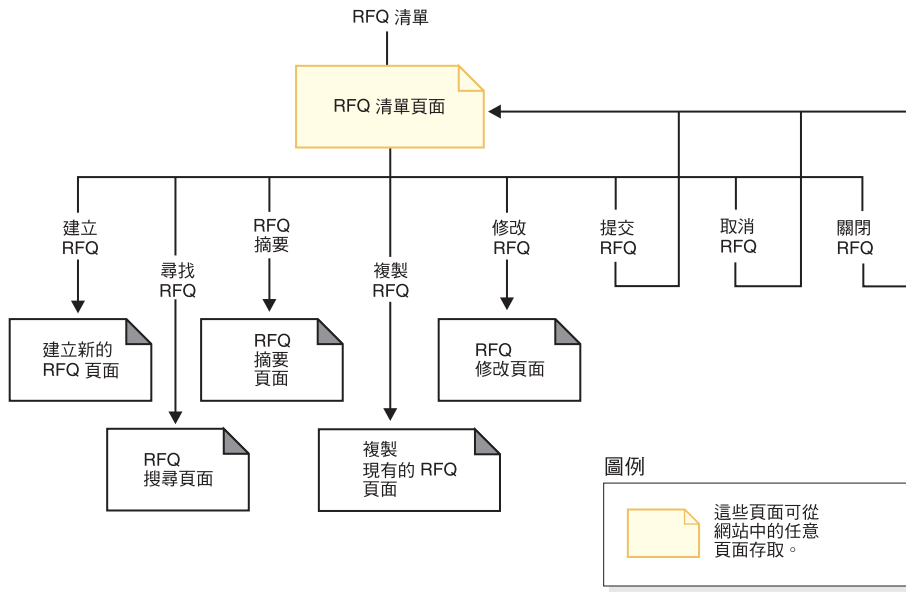 RFQ 清單
RFQ 清單頁面
建立
RFQ
尋找
RFQ
RFQ
摘要
複製
RFQ
修改
RFQ
提交
RFQ
取消
RFQ
關閉
RFQ
建立新的
RFQ 頁面
RFQ
摘要
頁面
RFQ
修改頁面
RFQ
搜尋頁面
複製
現有的 RFQ
頁面
圖例
這些頁面可從
網站中的任意
頁面存取。